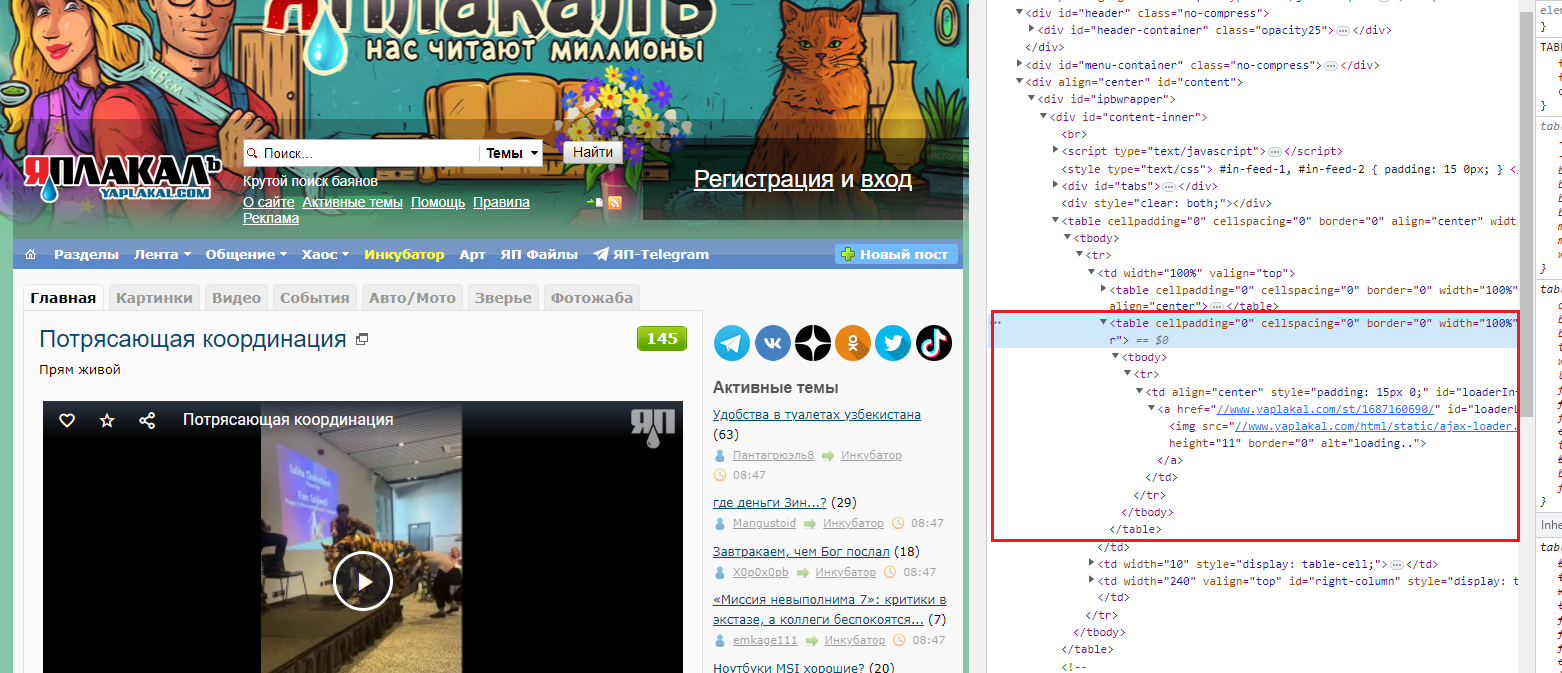 ЯПЛАКАЛЪ
нас читают миллионы
ЯПЛАКАЛЪ
YAPLAKAL.COM
Поиск...
Темы
Найти
Крутой поиск баянов
О сайте Активные темы Помощь Правила
Реклама
Регистрация и вход
Разделы Лента Общение Хаос Инкубатор Арт ЯП Файлы ЯП-Telegram Новый пост
Главная Картинки Видео События Авто/Мото Зверье Фотожаба
Потрясающая координация
145
Прям живой
Потрясающая координация
ЯП
Активные темы
Удобства в туалетах узбекистана
(63)
Пантагрюэль8 Инкубатор
08:47
где деньги Зин...? (29)
Mangustoid Инкубатор 08:47
Завтракаем, чем Бог послал (18)
X0p0x0pb Инкубатор 08:47
«Миссия невыполнима 7»: критики в
экстазе, а коллеги беспокоятся... (7)
emkage111 Инкубатор 08:47
Ноутбуки MSI хорошие? (20)
<div id="header" class="no-compress">
<div id="header-container" class="opacity25">…</div>
</div>
<div id="menu-container" class="no-compress">…</div>
<div align="center" id="content">
<div id="ipbwrapper">
<div id="content-inner">
<br>
<script type="text/javascript">…</script>
<style type="text/css"> #in-feed-1, #in-feed-2 { padding: 15 0px; } </
<div id="tabs">…</div>
<div style="clear: both;"></div>
<table cellpadding="0" cellspacing="0" border="0" align="center" widt
<tbody>
<tr>
<td width="100%" valign="top">
<table cellpadding="0" cellspacing="0" border="0" width="100%"
align="center">…</table>
<table cellpadding="0" cellspacing="0" border="0" width="100%"
r"> == $0
<tbody>
<tr>
<td align="center" style="padding: 15px 0;" id="loaderIn
<a href="//www.yaplakal.com/st/1687160690/" id="loaderL
<img src="//www.yaplakal.com/html/static/ajax-loader.
height="11" border="0" alt="loading..">
</a>
</td>
</tr>
</tbody>
</table>
</td>
<td width="10" style="display: table-cell;">…</td>
<td width="240" valign="top" id="right-column" style="display: t
</td>
</tr>
</tbody>
</table>
<!--
elem
}
TABL
}
tabl
}
tabl
}
Inhe
tabl